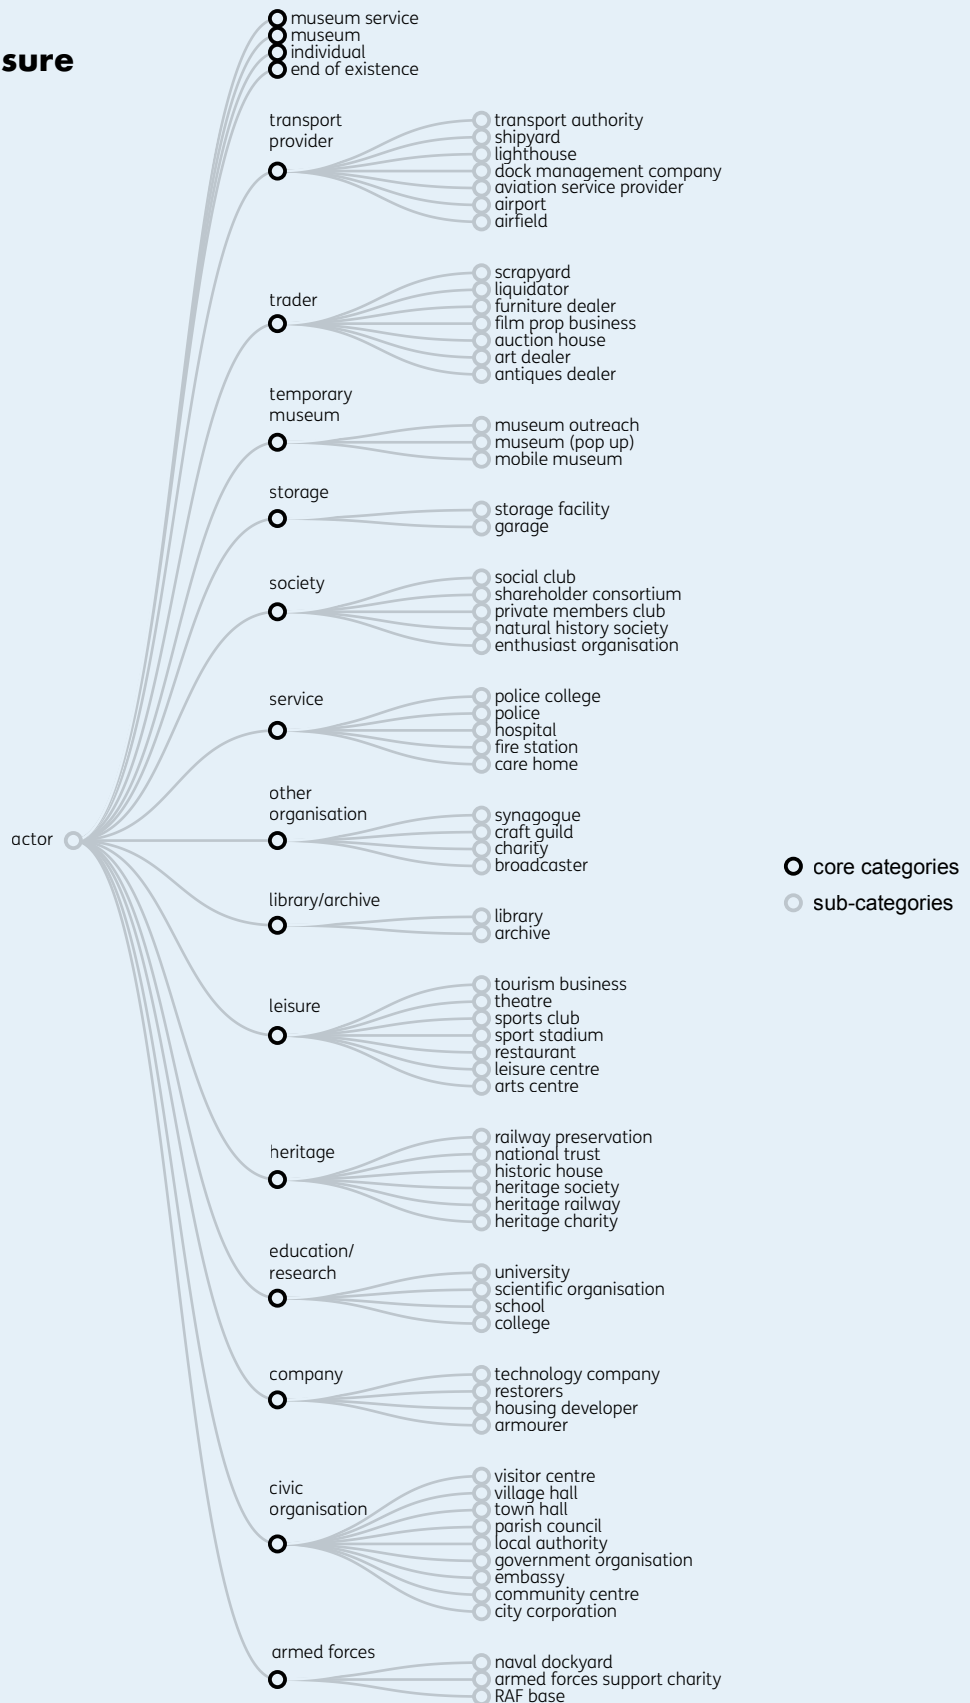 museum service
museum
individual
end of existence
sure
transport
provider
transport authority
shipyard
lighthouse
dock management company
aviation service provider
airport
airfield
trader
scrapyard
liquidator
furniture dealer
film prop business
auction house
art dealer
antiques dealer
temporary
museum
museum outreach
museum (pop up)
mobile museum
storage
storage facility
garage
society
social club
shareholder consortium
private members club
natural history society
enthusiast organisation
service
police college
police
hospital
fire station
care home
other
organisation
synagogue
craft guild
charity
broadcaster
actor
core categories
sub-categories
library/archive
library
archive
leisure
tourism business
theatre
sports club
sport stadium
restaurant
leisure centre
arts centre
heritage
railway preservation
national trust
historic house
heritage society
heritage railway
heritage charity
education/
research
university
scientific organisation
school
college
company
technology company
restorers
housing developer
armourer
civic
organisation
visitor centre
village hall
town hall
parish council
local authority
government organisation
embassy
community centre
city corporation
armed forces
naval dockyard
armed forces support charity
RAF base